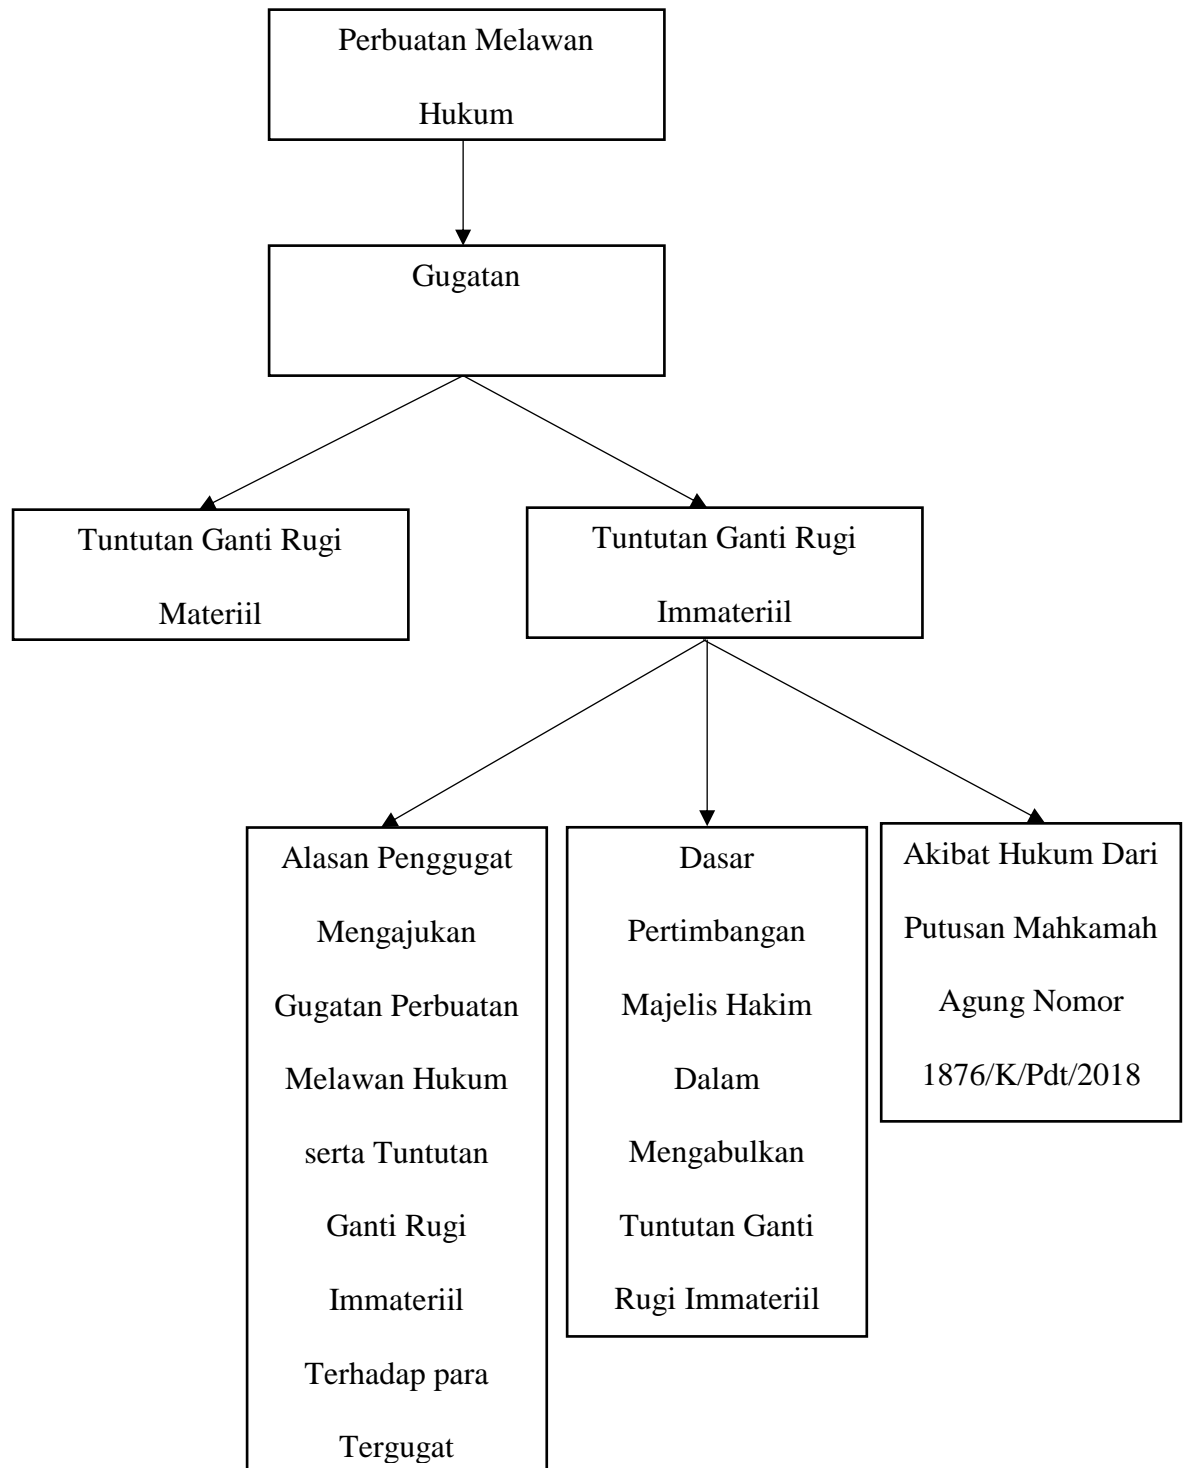 Perbuatan Melawan
Hukum
Gugatan
Tuntutan Ganti Rugi
Materiil
Tuntutan Ganti Rugi
Immateriil
Alasan Penggugat
Mengajukan
Gugatan Perbuatan
Melawan Hukum
serta Tuntutan
Ganti Rugi
Immateriil
Terhadap para
Tergugat
Dasar
Pertimbangan
Majelis Hakim
Dalam
Mengabulkan
Tuntutan Ganti
Rugi Immateriil
Akibat Hukum Dari
Putusan Mahkamah
Agung Nomor
1876/K/Pdt/2018